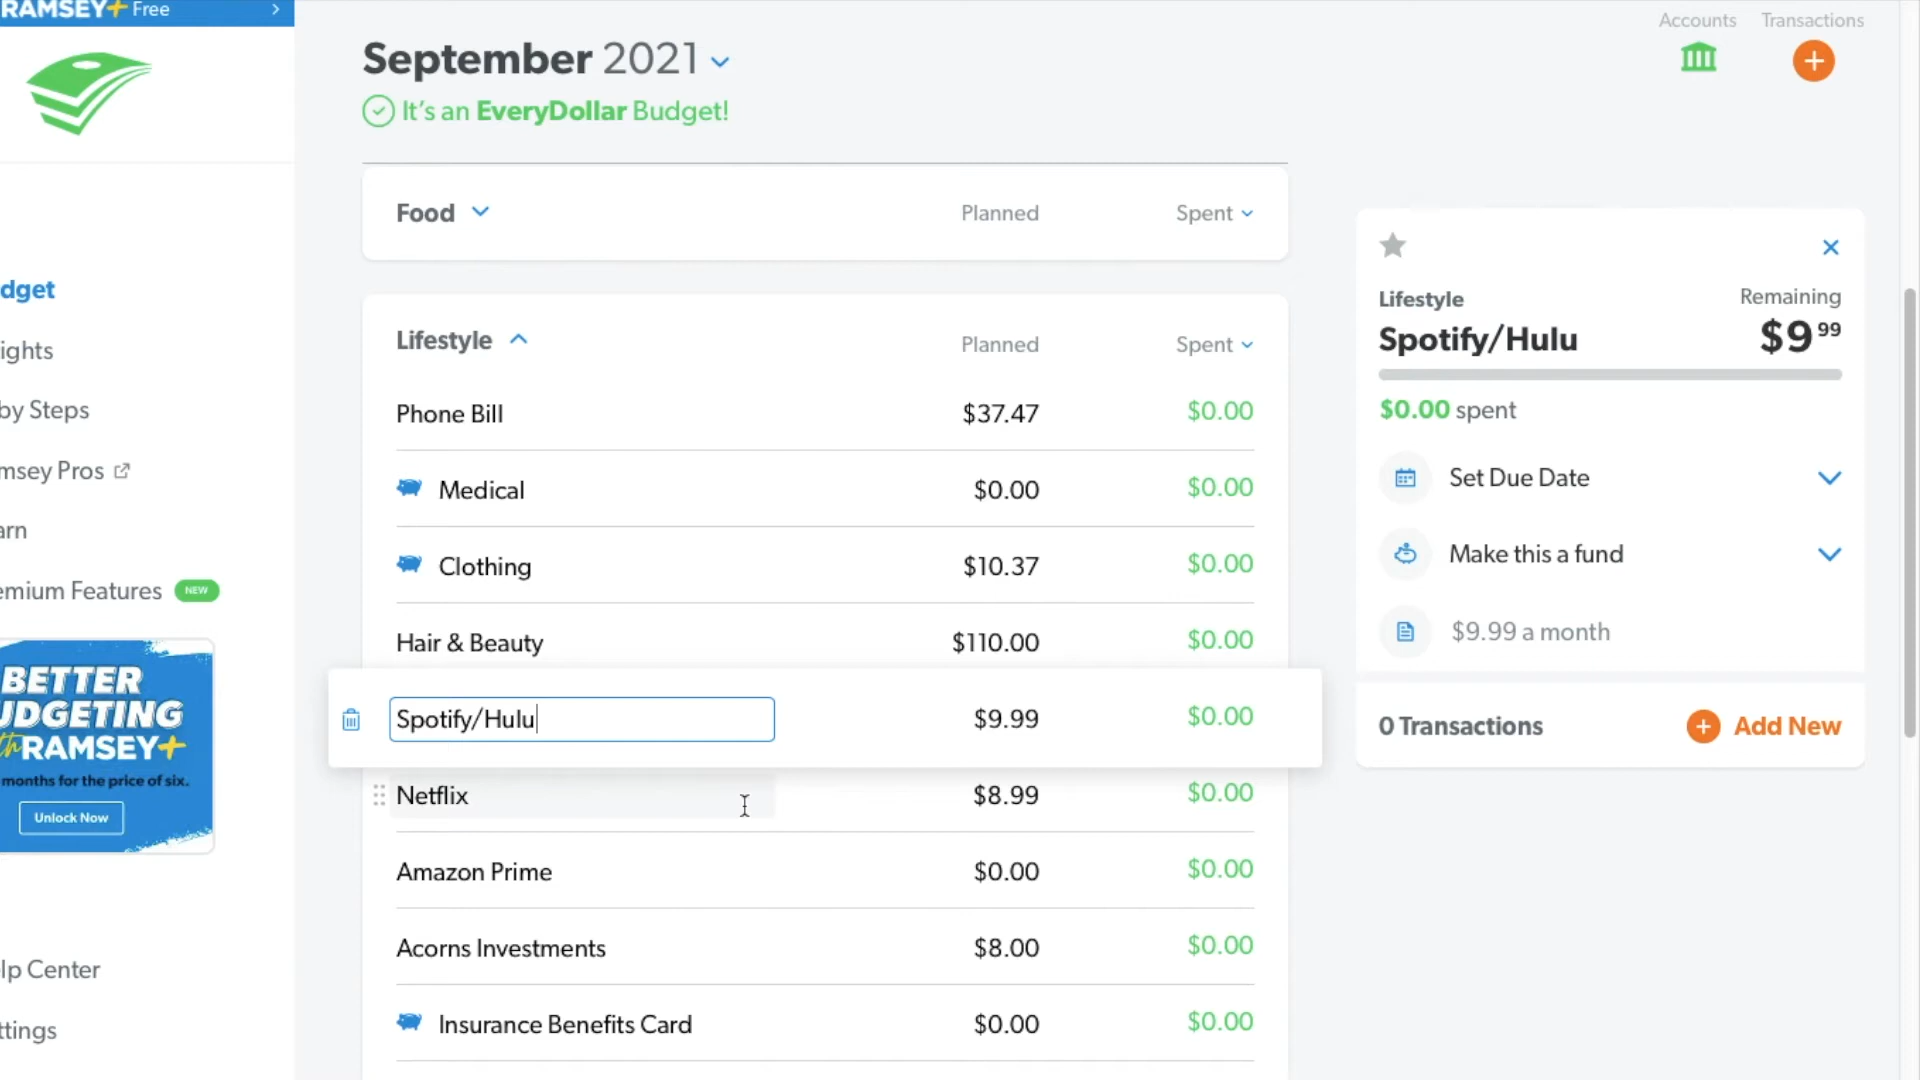 RAMSEY+ Free
Accounts
Transactions
September 2021
It's an EveryDollar Budget!
Food
Planned
Spent
Lifestyle
Planned
Spent
Phone Bill
$37.47
$0.00
Medical
$0.00
$0.00
Clothing
$10.37
$0.00
Hair & Beauty
$110.00
$0.00
Spotify/Hulu
$9.99
$0.00
Netflix
$8.99
$0.00
Amazon Prime
$0.00
$0.00
Acorns Investments
$8.00
$0.00
Insurance Benefits Card
$0.00
$0.00
dget
ights
by Steps
msey Pros
arn
emium Features
NEW
BETTER
UDGETING
th RAMSEY+
months for the price of six.
Unlock Now
lp Center
ttings
Lifestyle
Remaining
Spotify/Hulu
$9 99
$0.00 spent
Set Due Date
Make this a fund
$9.99 a month
0 Transactions
Add New